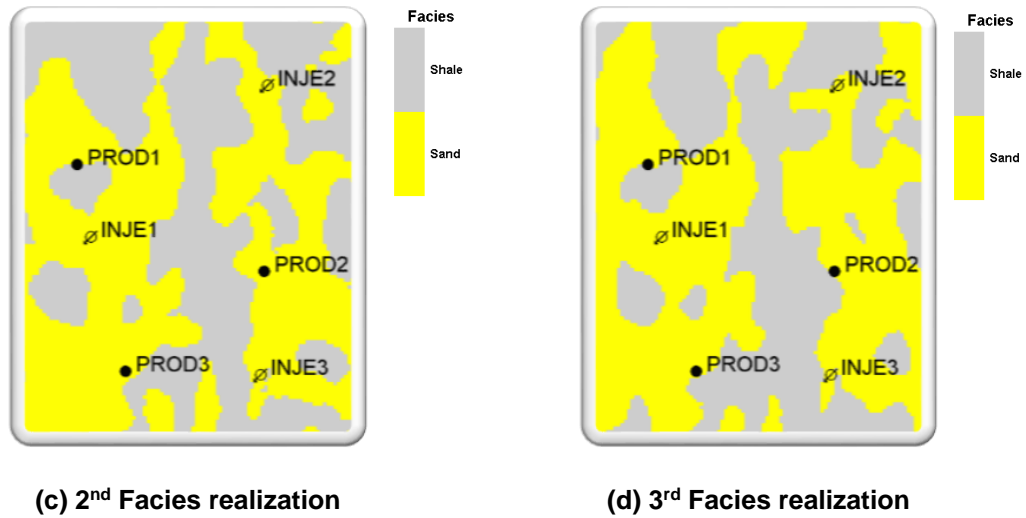 Facies
Shale
Sand
INJE2
PROD1
INJE1
PROD2
PROD3
INJE3
(c) 2nd Facies realization
Facies
Shale
Sand
INJE2
PROD1
INJE1
PROD2
PROD3
INJE3
(d) 3rd Facies realization